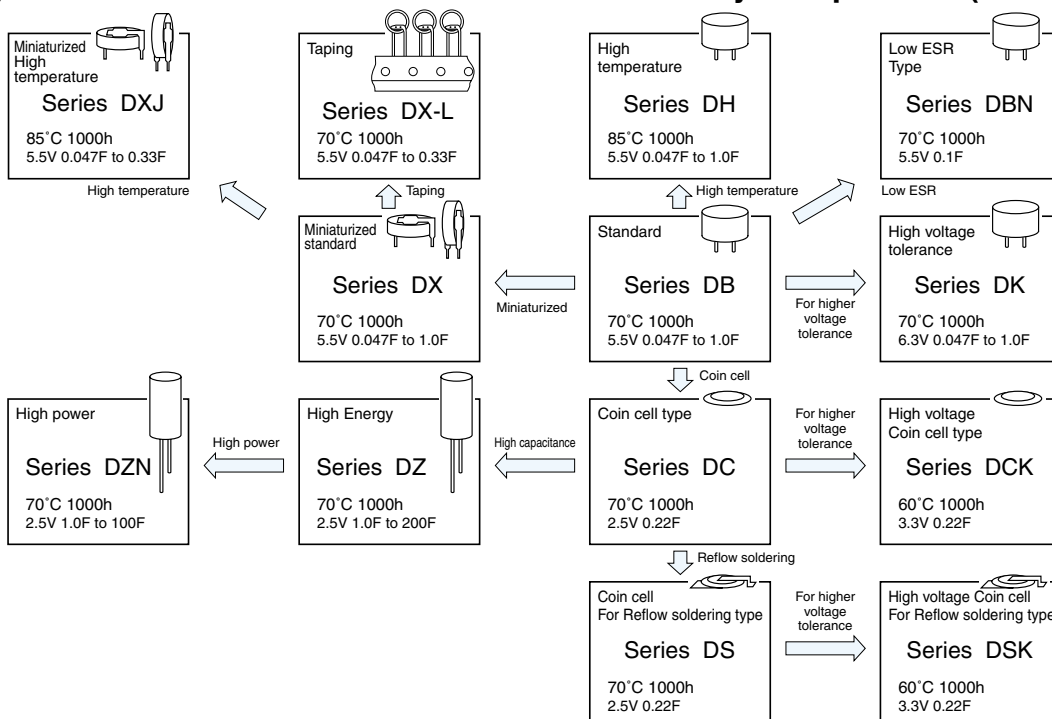 Miniaturized
High
temperature
Series DXJ
85˚C 1000h
5.5V 0.047F to 0.33F
Taping
Series DX-L
70˚C 1000h
5.5V 0.047F to 0.33F
High
temperature
Series DH
85˚C 1000h
5.5V 0.047F to 1.0F
Low ESR
Type
Series DBN
70˚C 1000h
5.5V 0.1F
High temperature
Taping
High temperature
Low ESR
Miniaturized
standard
Series DX
70˚C 1000h
5.5V 0.047F to 1.0F
Miniaturized
Standard
Series DB
70˚C 1000h
5.5V 0.047F to 1.0F
For higher
voltage
tolerance
High voltage
tolerance
Series DK
70˚C 1000h
6.3V 0.047F to 1.0F
Coin cell
High power
Series DZN
70˚C 1000h
2.5V 1.0F to 100F
High power
High Energy
Series DZ
70˚C 1000h
2.5V 1.0F to 200F
High capacitance
Coin cell type
Series DC
70˚C 1000h
2.5V 0.22F
For higher
voltage
tolerance
High voltage
Coin cell type
Series DCK
60˚C 1000h
3.3V 0.22F
Reflow soldering
Coin cell
For Reflow soldering type
Series DS
70˚C 1000h
2.5V 0.22F
For higher
voltage
tolerance
High voltage Coin cell
For Reflow soldering type
Series DSK
60˚C 1000h
3.3V 0.22F